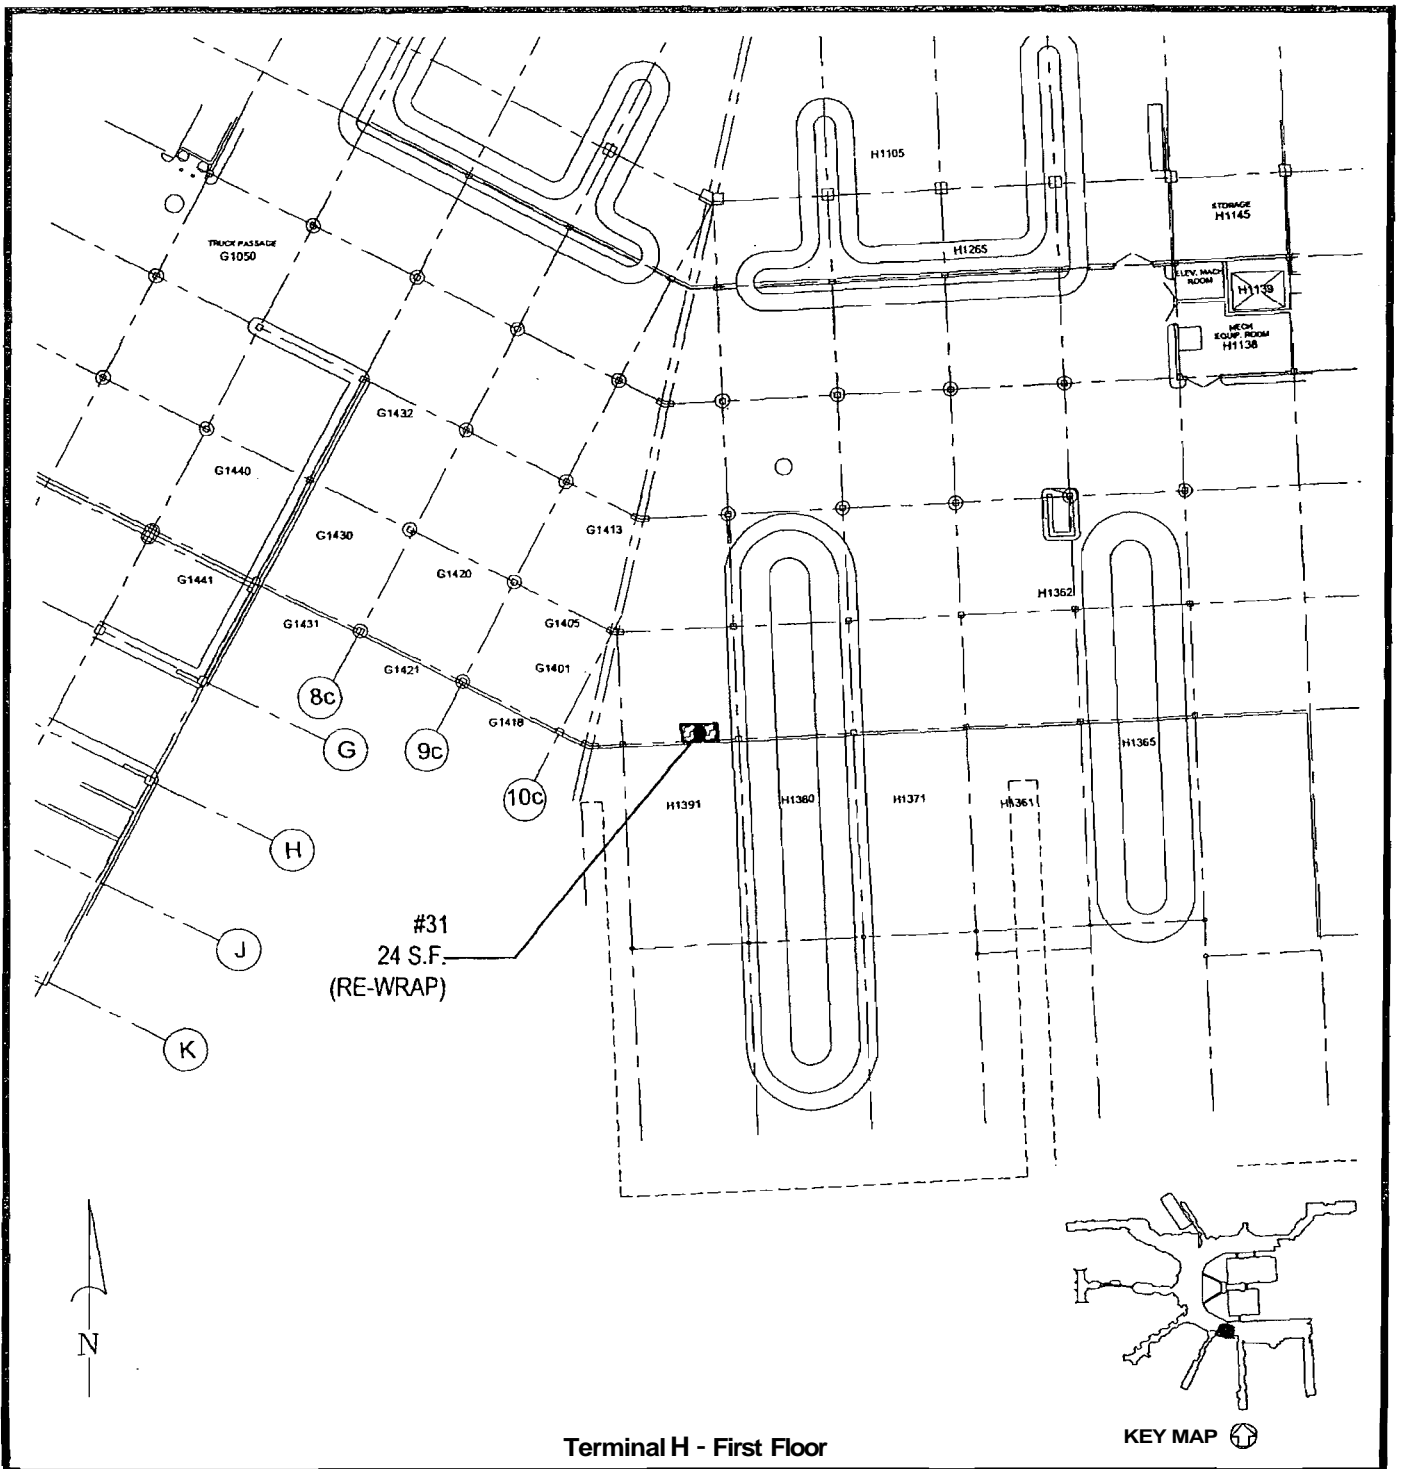 H1105
STORAGE
H1145
TRUCK PASSAGE
G1050
H1265
ELEV. MACH
ROOM
H1139
MECH
EQUIP. ROOM
H1138
G1432
G1440
G1413
G1430
G1420
G1441
H1362
G1431
G1405
G1421
G1401
8c
G1418
G
9c
H1365
10c
H1391
H1380
H1371
H1361
H
#31
24 S.F.
(RE-WRAP)
J
K
N
KEY MAP
Terminal H - First Floor